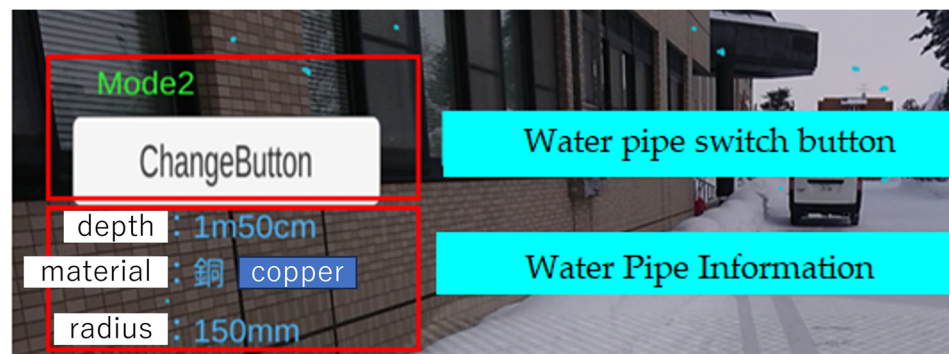 Mode2
ChangeButton
Water pipe switch button
depth : 1m50cm
material : 銅 copper
Water Pipe Information
radius : 150mm